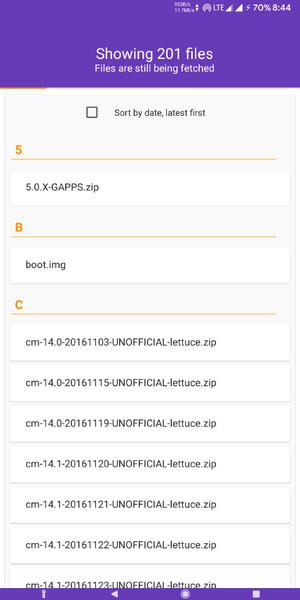 953B/s
11.7kB/s
LTE
70% 8:44
Showing 201 files
Files are still being fetched
Sort by date, latest first
5
5.0.X-GAPPS.zip
B
boot.img
C
cm-14.0-20161103-UNOFFICIAL-lettuce.zip
cm-14.0-20161115-UNOFFICIAL-lettuce.zip
cm-14.0-20161119-UNOFFICIAL-lettuce.zip
cm-14.1-20161120-UNOFFICIAL-lettuce.zip
cm-14.1-20161121-UNOFFICIAL-lettuce.zip
cm-14.1-20161122-UNOFFICIAL-lettuce.zip
cm-14.1-20161123-UNOFFICIAL-lettuce.zip